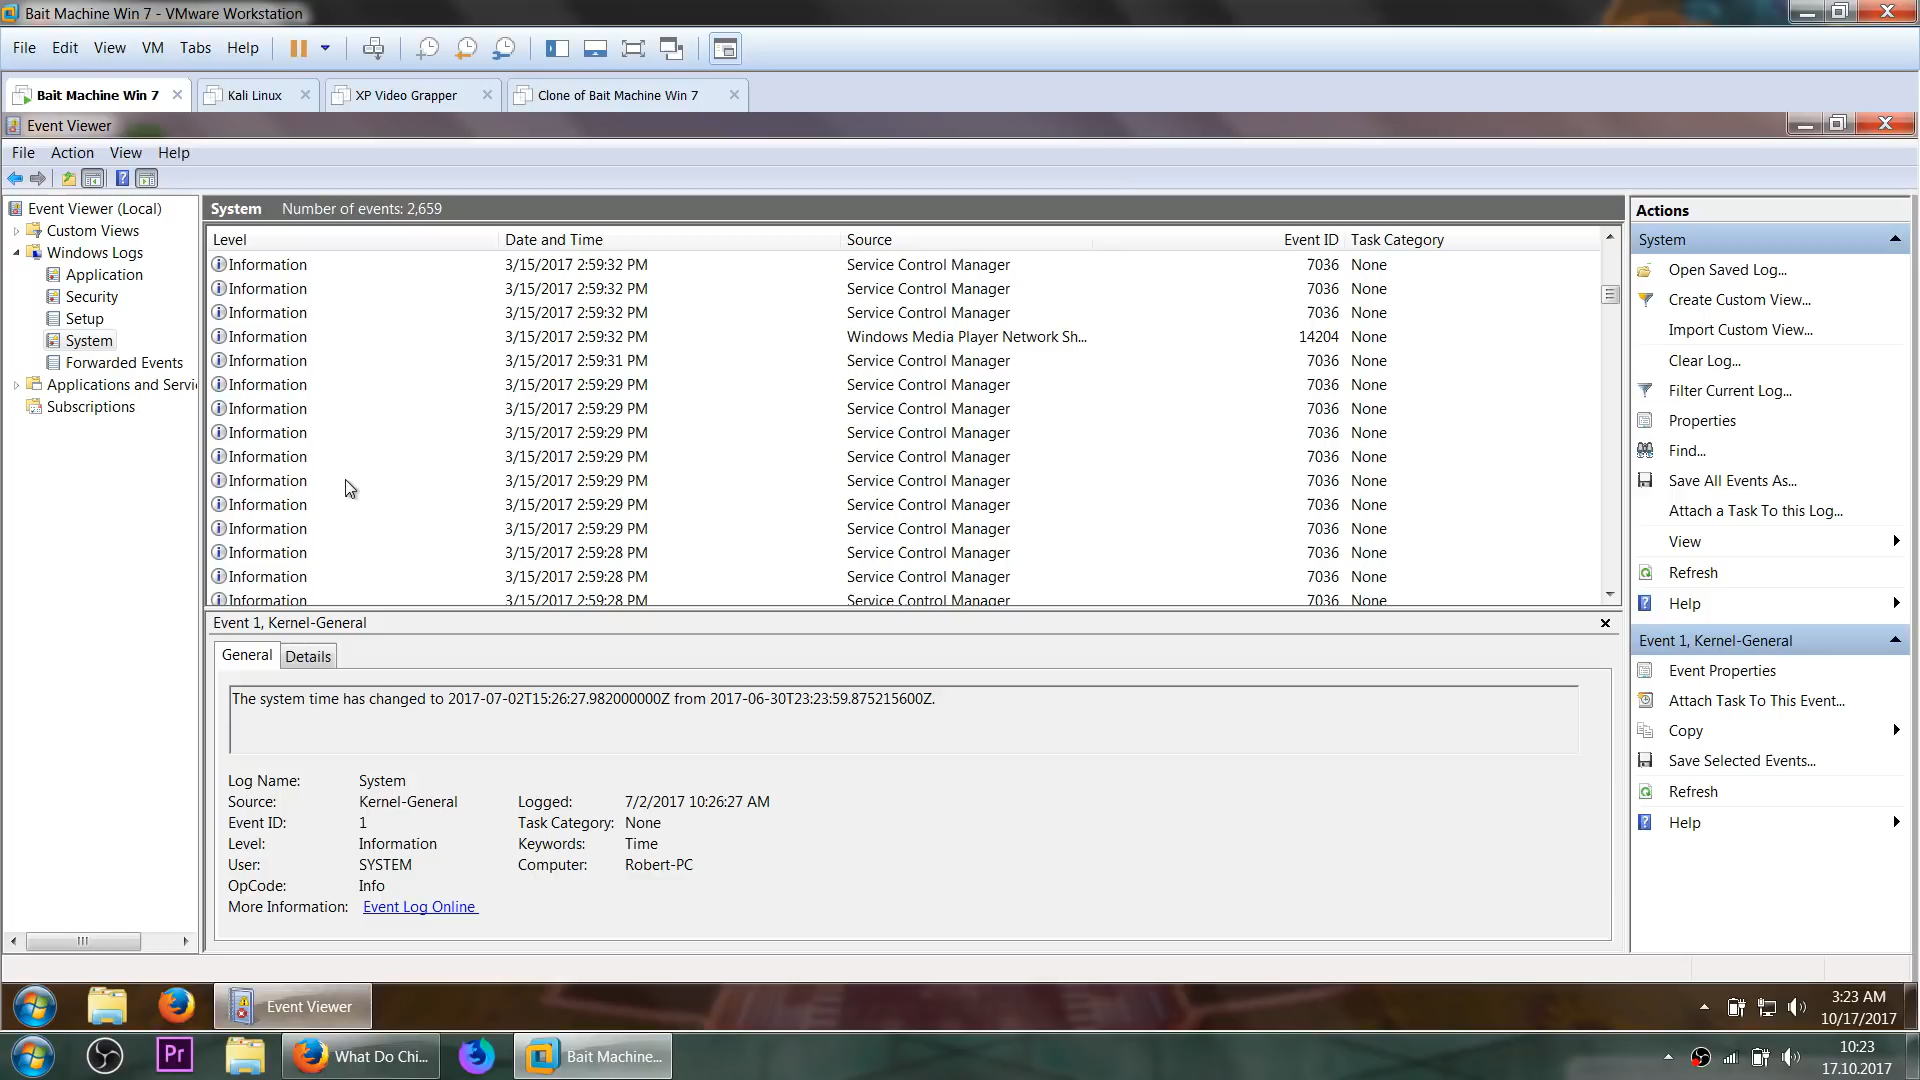 Bait Machine Win 7 - VMware Workstation
File Edit View VM Tabs Help
Bait Machine Win 7
Kali Linux
XP Video Grapper
Clone of Bait Machine Win 7
Event Viewer
File Action View Help
Event Viewer (Local)
Custom Views
Windows Logs
Application
Security
Setup
System
Forwarded Events
Applications and Servi
Subscriptions
System Number of events: 2,659
Level Date and Time Source Event ID Task Category
Information 3/15/2017 2:59:32 PM Service Control Manager 7036 None
Information 3/15/2017 2:59:32 PM Service Control Manager 7036 None
Information 3/15/2017 2:59:32 PM Service Control Manager 7036 None
Information 3/15/2017 2:59:32 PM Windows Media Player Network Sh... 14204 None
Information 3/15/2017 2:59:31 PM Service Control Manager 7036 None
Information 3/15/2017 2:59:29 PM Service Control Manager 7036 None
Information 3/15/2017 2:59:29 PM Service Control Manager 7036 None
Information 3/15/2017 2:59:29 PM Service Control Manager 7036 None
Information 3/15/2017 2:59:29 PM Service Control Manager 7036 None
Information 3/15/2017 2:59:29 PM Service Control Manager 7036 None
Information 3/15/2017 2:59:29 PM Service Control Manager 7036 None
Information 3/15/2017 2:59:29 PM Service Control Manager 7036 None
Information 3/15/2017 2:59:28 PM Service Control Manager 7036 None
Information 3/15/2017 2:59:28 PM Service Control Manager 7036 None
Information 3/15/2017 2:59:28 PM Service Control Manager 7036 None
Event 1, Kernel-General
General Details
The system time has changed to 2017-07-02T15:26:27.982000000Z from 2017-06-30T23:23:59.875215600Z.
Log Name: System
Source: Kernel-General Logged: 7/2/2017 10:26:27 AM
Event ID: 1 Task Category: None
Level: Information Keywords: Time
User: SYSTEM Computer: Robert-PC
OpCode: Info
More Information: Event Log Online
Actions
System
Open Saved Log...
Create Custom View...
Import Custom View...
Clear Log...
Filter Current Log...
Properties
Find...
Save All Events As...
Attach a Task To this Log...
View
Refresh
Help
Event 1, Kernel-General
Event Properties
Attach Task To This Event...
Copy
Save Selected Events...
Refresh
Help
Event Viewer
3:23 AM
10/17/2017
Pr
What Do Chi...
Bait Machine...
10:23
17.10.2017